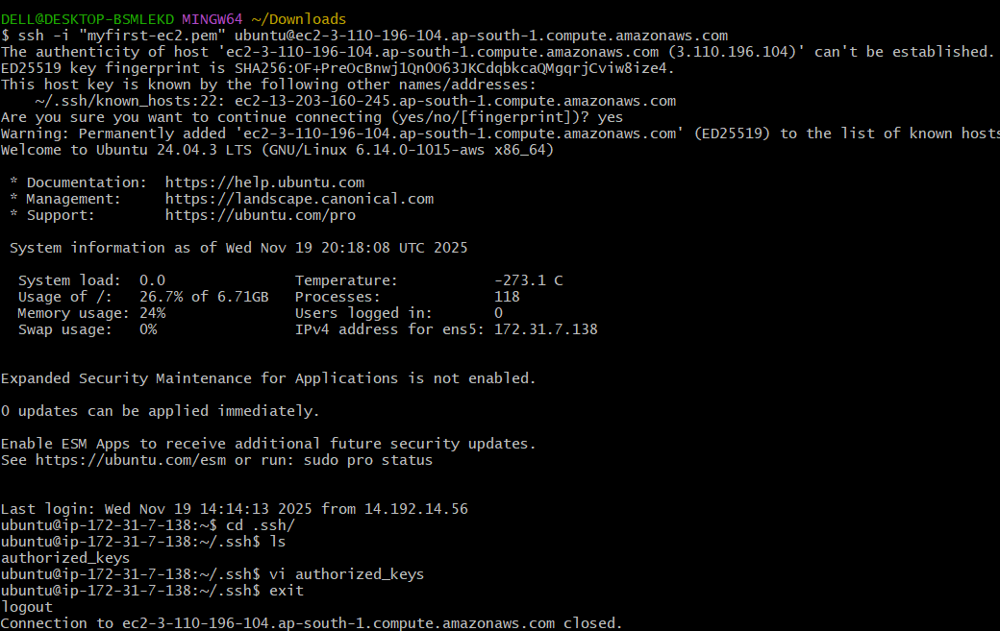 DELL@DESKTOP-BSMLEKD MINGW64 ~/Downloads
$ ssh -i "myfirst-ec2.pem" ubuntu@ec2-3-110-196-104.ap-south-1.compute.amazonaws.com
The authenticity of host 'ec2-3-110-196-104.ap-south-1.compute.amazonaws.com (3.110.196.104)' can't be established.
ED25519 key fingerprint is SHA256:OF+PreOcBnwj1QnOO63JKCdqbkcaQMgqrjCviw8ize4.
This host key is known by the following other names/addresses:
    ~/.ssh/known_hosts:22: ec2-13-203-160-245.ap-south-1.compute.amazonaws.com
Are you sure you want to continue connecting (yes/no/[fingerprint])? yes
Warning: Permanently added 'ec2-3-110-196-104.ap-south-1.compute.amazonaws.com' (ED25519) to the list of known hosts
Welcome to Ubuntu 24.04.3 LTS (GNU/Linux 6.14.0-1015-aws x86_64)
 * Documentation:  https://help.ubuntu.com
 * Management:     https://landscape.canonical.com
 * Support:        https://ubuntu.com/pro
 System information as of Wed Nov 19 20:18:08 UTC 2025
  System load:  0.0               Temperature:           -273.1 C
  Usage of /:   26.7% of 6.71GB   Processes:             118
  Memory usage: 24%               Users logged in:       0
  Swap usage:   0%                IPv4 address for ens5: 172.31.7.138
Expanded Security Maintenance for Applications is not enabled.
0 updates can be applied immediately.
Enable ESM Apps to receive additional future security updates.
See https://ubuntu.com/esm or run: sudo pro status
Last login: Wed Nov 19 14:14:13 2025 from 14.192.14.56
ubuntu@ip-172-31-7-138:~$ cd .ssh/
ubuntu@ip-172-31-7-138:~/.ssh$ ls
authorized_keys
ubuntu@ip-172-31-7-138:~/.ssh$ vi authorized_keys
ubuntu@ip-172-31-7-138:~/.ssh$ exit
logout
Connection to ec2-3-110-196-104.ap-south-1.compute.amazonaws.com closed.